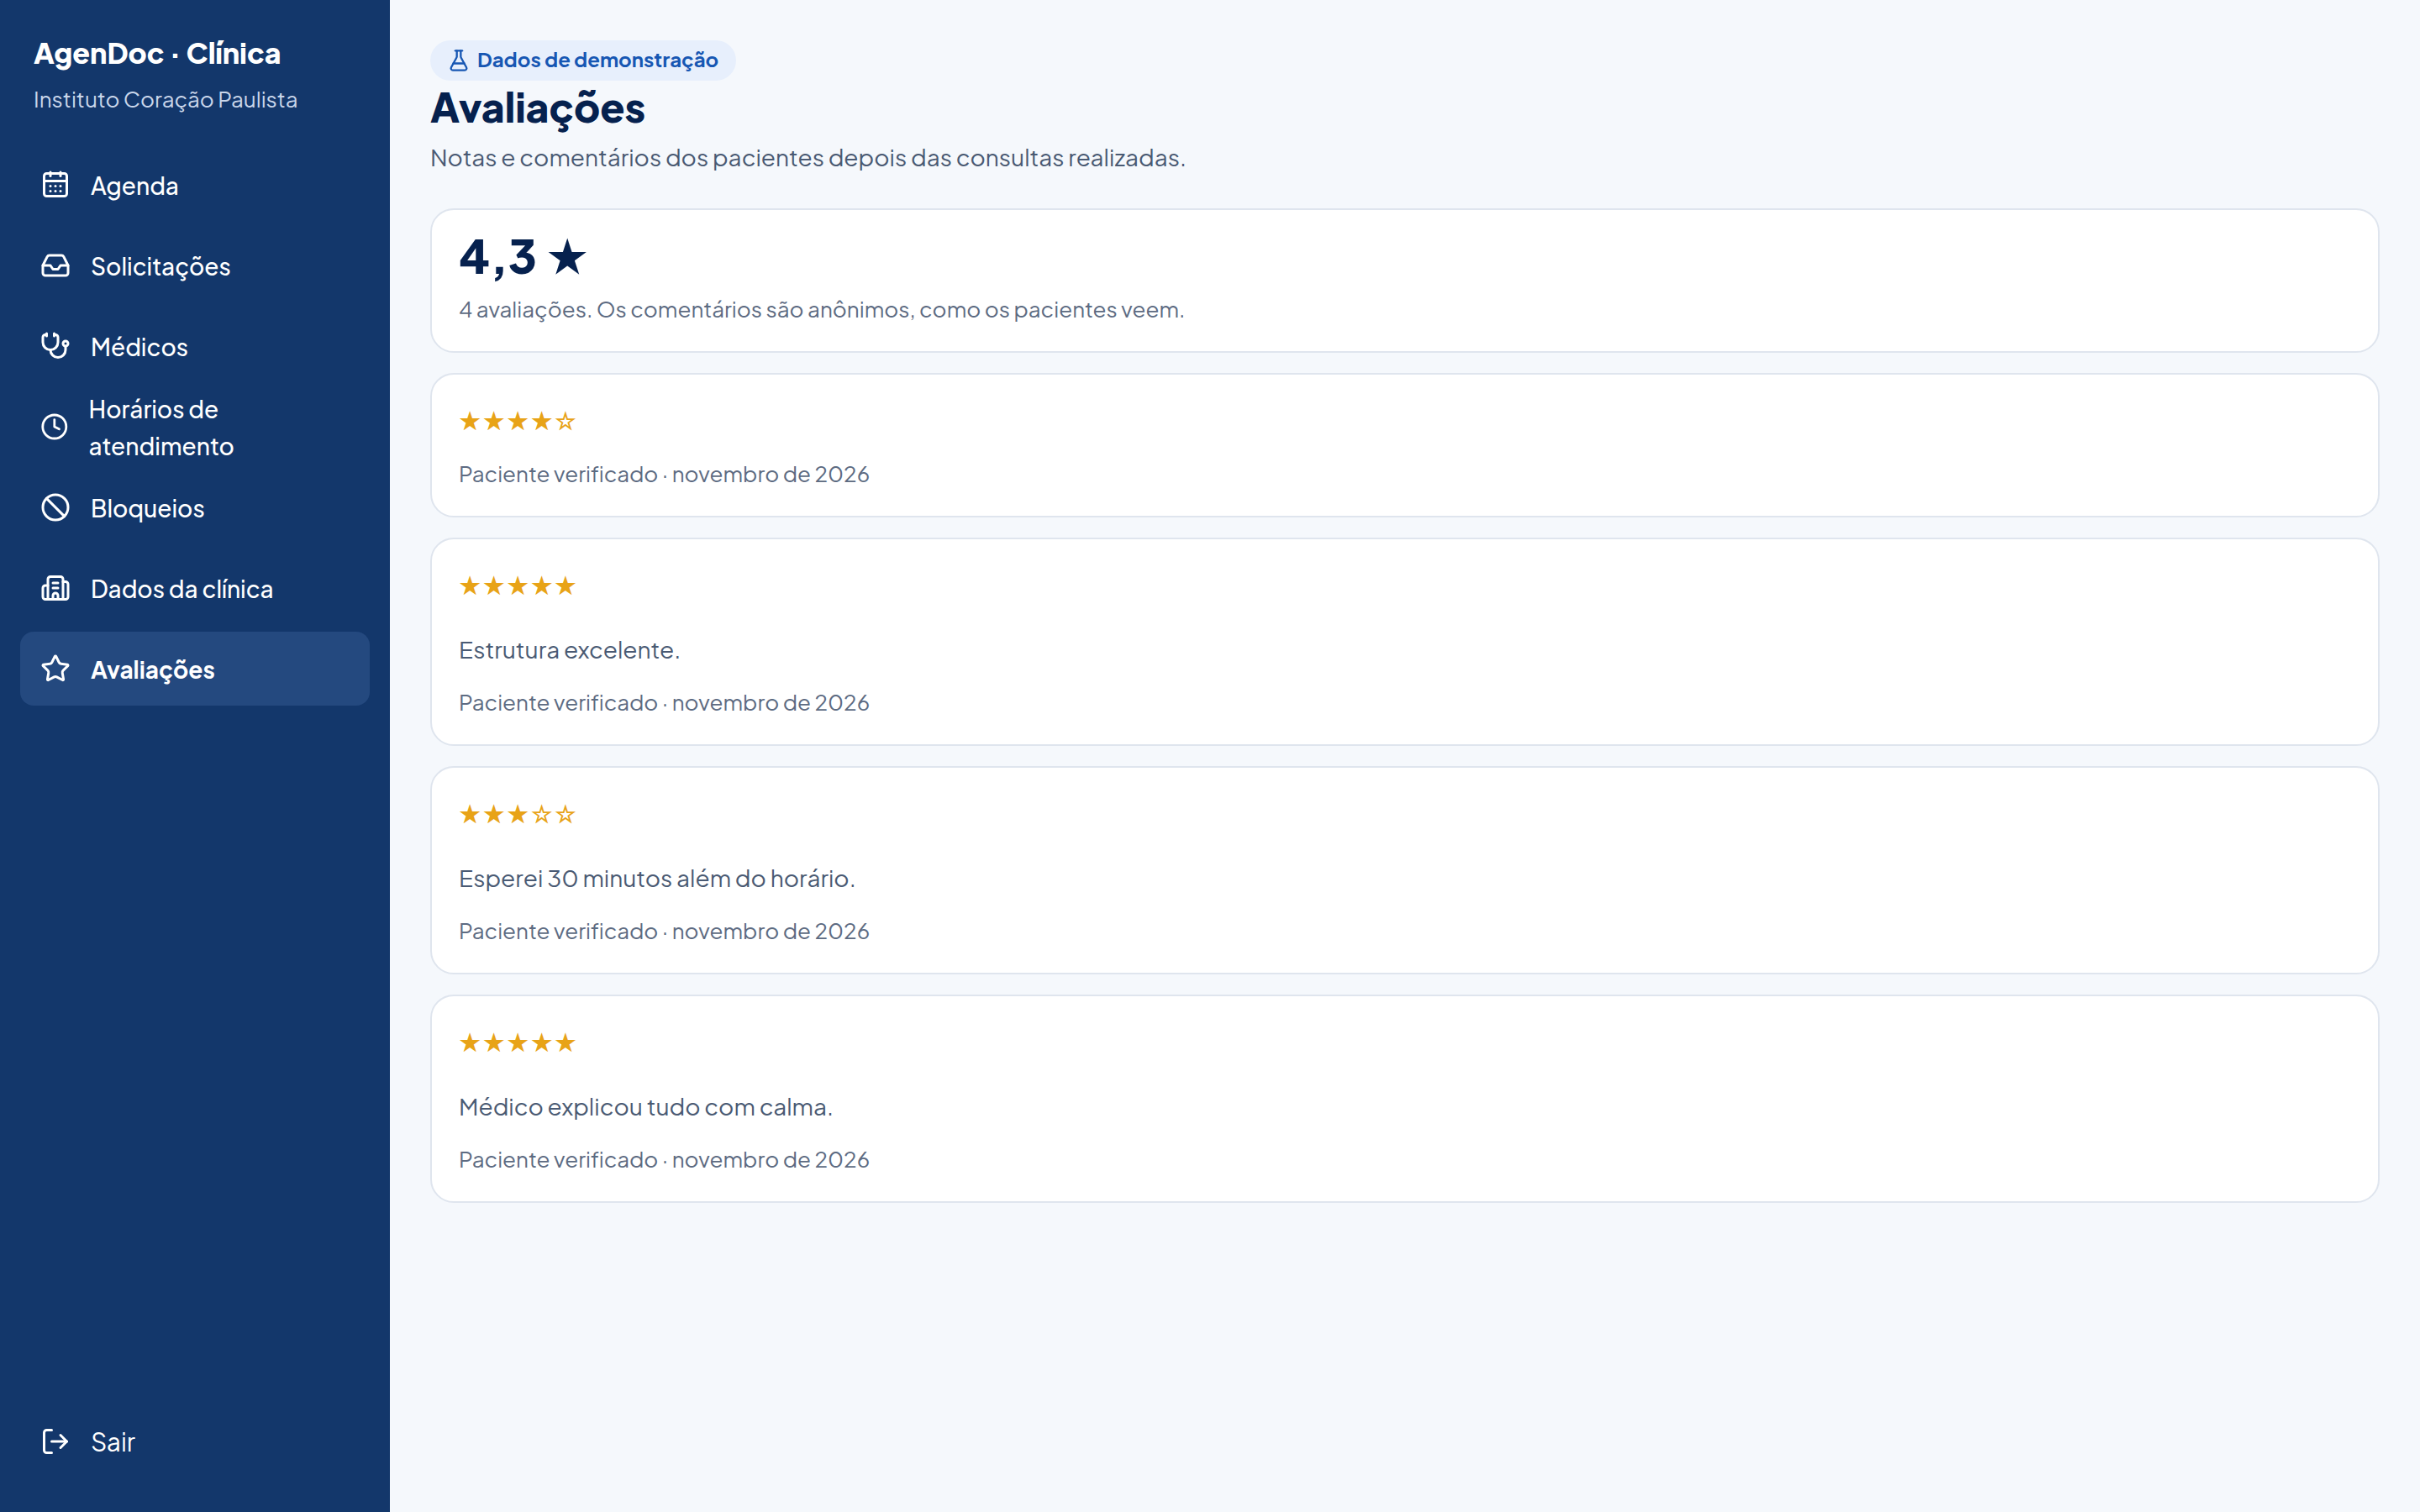 AgenDoc · Clínica
Instituto Coração Paulista
Agenda
Solicitações
Médicos
Horários de
atendimento
Bloqueios
Dados da clínica
Avaliações
Sair
Dados de demonstração
Avaliações
Notas e comentários dos pacientes depois das consultas realizadas.
4,3 ★
4 avaliações. Os comentários são anônimos, como os pacientes veem.
★★★★☆
Paciente verificado · novembro de 2026
★★★★★
Estrutura excelente.
Paciente verificado · novembro de 2026
★★★☆☆
Esperei 30 minutos além do horário.
Paciente verificado · novembro de 2026
★★★★★
Médico explicou tudo com calma.
Paciente verificado · novembro de 2026